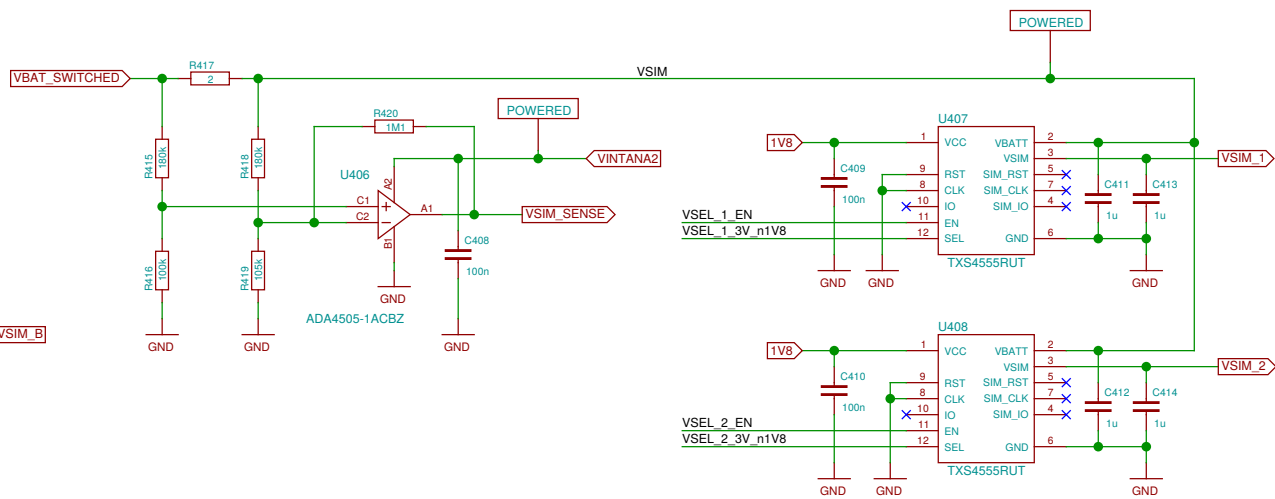 POWERED
VBAT_SWITCHED
R417
2
VSIM
R415
180k
R418
180k
R420
1M1
POWERED
VINTANA2
U406
A2
C1
C2
A1
B1
VSIM_SENSE
C408
100n
GND
R416
100k
R419
105k
ADA4505-1ACBZ
VSIM_B
GND
GND
GND
U407
1V8
1
VCC
VBATT
2
VSIM
3
VSIM_1
C409
100n
9
RST
SIM_RST
5
8
CLK
SIM_CLK
7
10
IO
SIM_IO
4
C411
1u
C413
1u
VSEL_1_EN
11
EN
VSEL_1_3V_n1V8
12
SEL
GND
6
TXS4555RUT
GND
GND
GND
U408
1V8
1
VCC
VBATT
2
VSIM
3
VSIM_2
C410
100n
9
RST
SIM_RST
5
8
CLK
SIM_CLK
7
10
IO
SIM_IO
4
C412
1u
C414
1u
VSEL_2_EN
11
EN
VSEL_2_3V_n1V8
12
SEL
GND
6
TXS4555RUT
GND
GND
GND